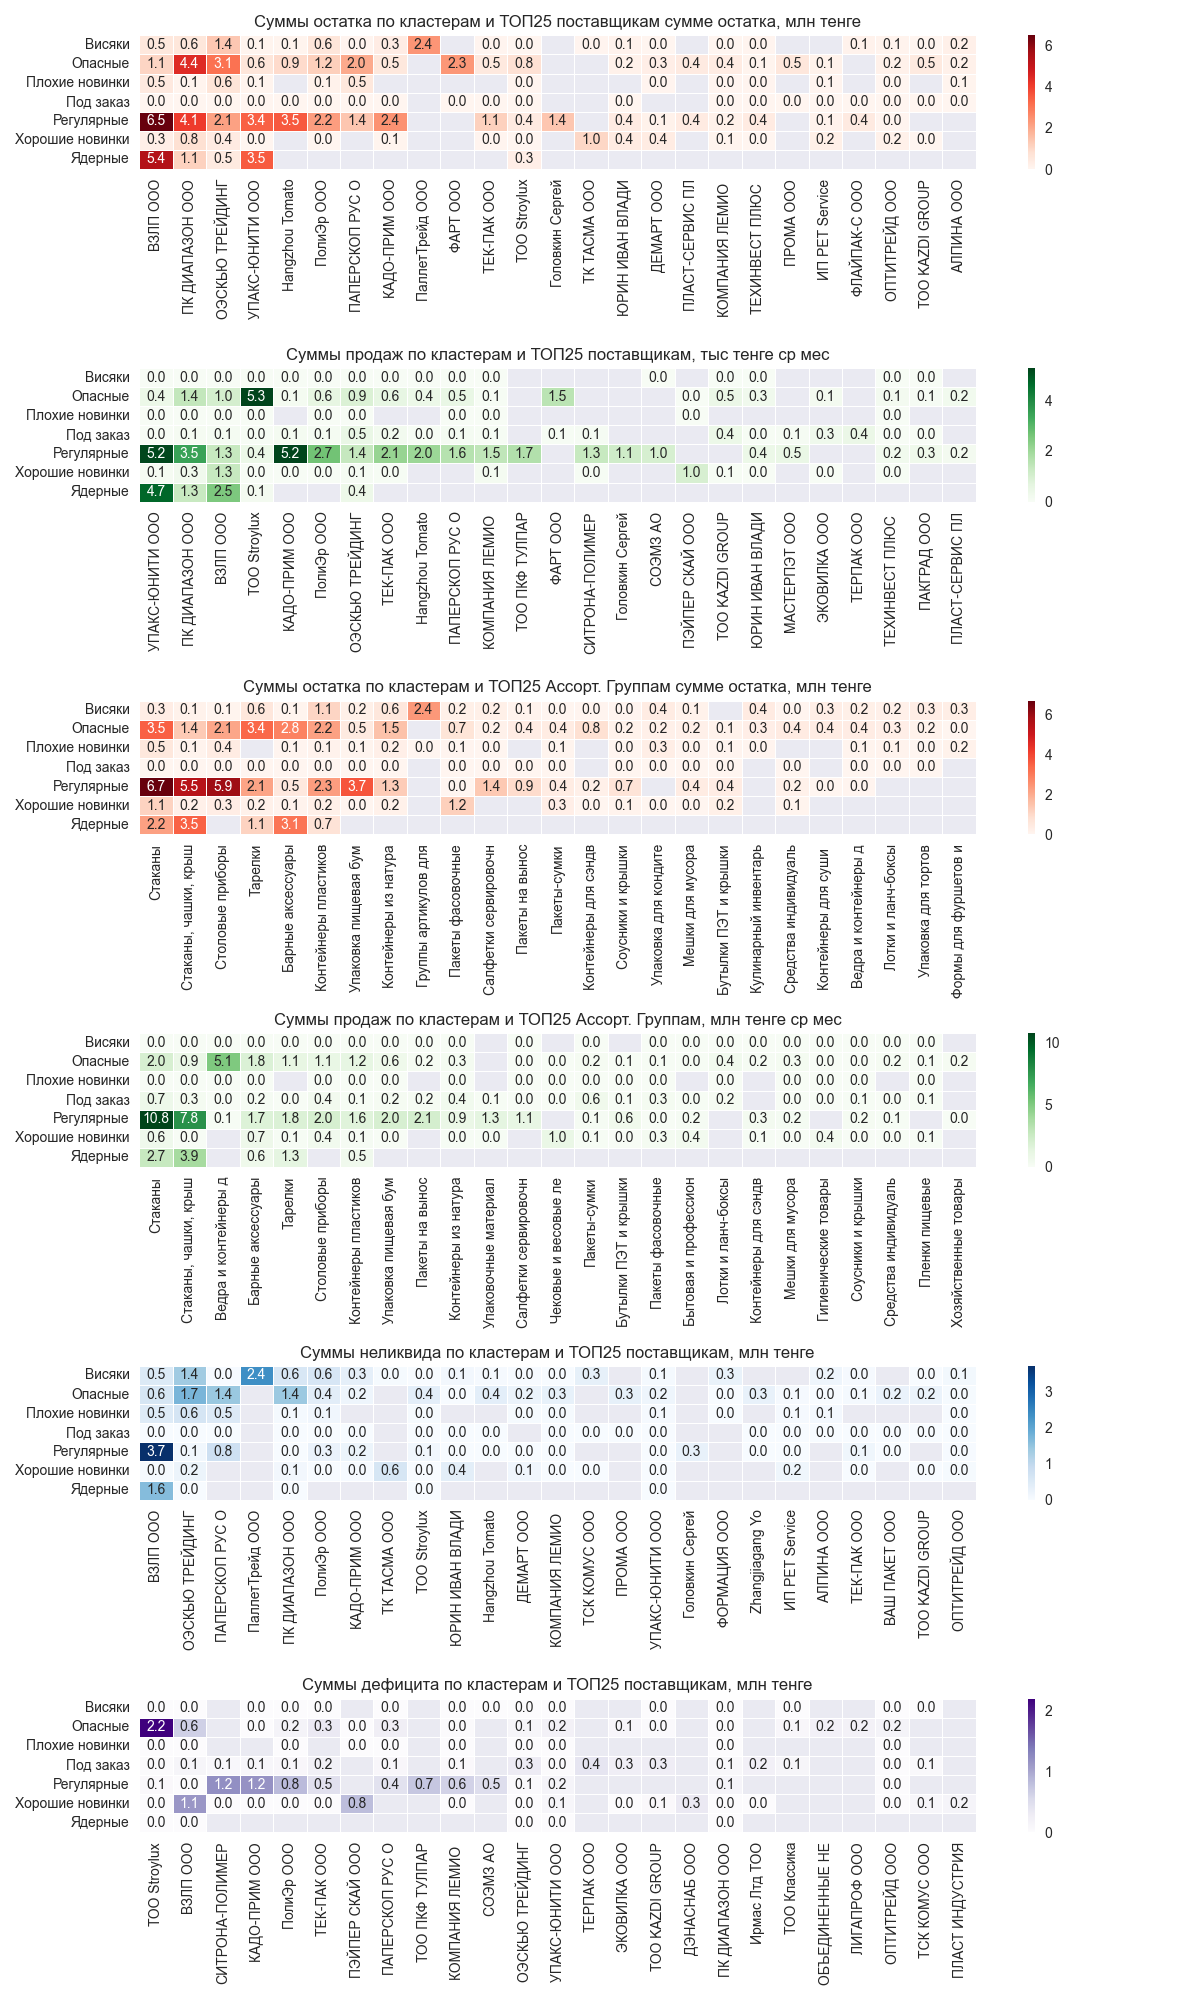 Суммы остатка по кластерам и ТОП25 поставщикам сумме остатка, млн тенге
Висяки 0.5 0.6 1.4 0.1 0.1 0.6 0.0 0.3 2.4 0.0 0.0 0.0 0.1 0.0 0.0 0.0 0.1 0.1 0.0 0.2
Опасные 1.1 4.4 3.1 0.6 0.9 1.2 2.0 0.5 2.3 0.5 0.8 0.2 0.3 0.4 0.4 0.1 0.5 0.1 0.2 0.5 0.2
Плохие новинки 0.5 0.1 0.6 0.1 0.1 0.5 0.0 0.0 0.0 0.0 0.1 0.0 0.1
Под заказ 0.0 0.0 0.0 0.0 0.0 0.0 0.0 0.0 0.0 0.0 0.0 0.0 0.0 0.0 0.0 0.0 0.0 0.0 0.0 0.0
Регулярные 6.5 4.1 2.1 3.4 3.5 2.2 1.4 2.4 1.1 0.4 1.4 0.4 0.1 0.4 0.2 0.4 0.1 0.4 0.0
Хорошие новинки 0.3 0.8 0.4 0.0 0.0 0.1 0.0 0.0 1.0 0.4 0.4 0.1 0.0 0.2 0.2 0.0
Ядерные 5.4 1.1 0.5 3.5 0.3
6
4
2
0
ВЗЛП ООО
ПК ДИАПАЗОН ООО
ОЭСКЬЮ ТРЕЙДИНГ
УПАКС-ЮНИТИ ООО
Hangzhou Tomato
ПолиЭр ООО
ПАПЕРСКОП РУС О
КАДО-ПРИМ ООО
ПаллетТрейд ООО
ФАРТ ООО
ТЕК-ПАК ООО
ТОО Stroylux
Головкин Сергей
ТК ТАСМА ООО
ЮРИН ИВАН ВЛАДИ
ДЕМАРТ ООО
ПЛАСТ-СЕРВИС ПЛ
КОМПАНИЯ ЛЕМИО
ТЕХИНВЕСТ ПЛЮС
ПРОМА ООО
ИП PET Service
ФЛАЙПАК-С ООО
ОПТИТРЕЙД ООО
ТОО KAZDI GROUP
АЛПИНА ООО
Суммы продаж по кластерам и ТОП25 поставщикам, тыс тенге ср мес
Висяки 0.0 0.0 0.0 0.0 0.0 0.0 0.0 0.0 0.0 0.0 0.0 0.0 0.0 0.0 0.0 0.0
Опасные 0.4 1.4 1.0 5.3 0.1 0.6 0.9 0.6 0.4 0.5 0.1 1.5 0.0 0.5 0.3 0.1 0.1 0.1 0.2
Плохие новинки 0.0 0.0 0.0 0.0 0.0 0.0 0.0 0.0 0.0 0.0
Под заказ 0.0 0.1 0.1 0.0 0.1 0.1 0.5 0.2 0.0 0.1 0.1 0.1 0.1 0.4 0.0 0.1 0.3 0.4 0.0 0.0
Регулярные 5.2 3.5 1.3 0.4 5.2 2.7 1.4 2.1 2.0 1.6 1.5 1.7 1.3 1.1 1.0 0.4 0.5 0.2 0.3 0.2
Хорошие новинки 0.1 0.3 1.3 0.0 0.0 0.0 0.1 0.0 0.1 0.0 1.0 0.1 0.0 0.0 0.0
Ядерные 4.7 1.3 2.5 0.1 0.4
4
2
0
УПАКС-ЮНИТИ ООО
ПК ДИАПАЗОН ООО
ВЗЛП ООО
ТОО Stroylux
КАДО-ПРИМ ООО
ПолиЭр ООО
ОЭСКЬЮ ТРЕЙДИНГ
ТЕК-ПАК ООО
Hangzhou Tomato
ПАПЕРСКОП РУС О
КОМПАНИЯ ЛЕМИО
ТОО ПКФ ТУЛПАР
ФАРТ ООО
СИТРОНА-ПОЛИМЕР
Головкин Сергей
СОЭМЗ АО
ПЭЙПЕР СКАЙ ООО
ТОО KAZDI GROUP
ЮРИН ИВАН ВЛАДИ
МАСТЕРПЭТ ООО
ЭКОВИЛКА ООО
ТЕРПАК ООО
ТЕХИНВЕСТ ПЛЮС
ПАКГРАД ООО
ПЛАСТ-СЕРВИС ПЛ
Суммы остатка по кластерам и ТОП25 Ассорт. Группам сумме остатка, млн тенге
Висяки 0.3 0.1 0.1 0.6 0.1 1.1 0.2 0.6 2.4 0.2 0.2 0.1 0.0 0.0 0.0 0.4 0.1 0.4 0.0 0.3 0.2 0.2 0.3 0.3
Опасные 3.5 1.4 2.1 3.4 2.8 2.2 0.5 1.5 0.7 0.2 0.4 0.4 0.8 0.2 0.2 0.2 0.1 0.3 0.4 0.4 0.4 0.3 0.2 0.0
Плохие новинки 0.5 0.1 0.4 0.1 0.1 0.1 0.2 0.0 0.1 0.0 0.1 0.0 0.3 0.0 0.1 0.0 0.1 0.1 0.0 0.2
Под заказ 0.0 0.0 0.0 0.0 0.0 0.0 0.0 0.0 0.0 0.0 0.0 0.0 0.0 0.0 0.0 0.0 0.0 0.0 0.0 0.0
Регулярные 6.7 5.5 5.9 2.1 0.5 2.3 3.7 1.3 0.0 1.4 0.9 0.4 0.2 0.7 0.4 0.4 0.2 0.0 0.0
Хорошие новинки 1.1 0.2 0.3 0.2 0.1 0.2 0.0 0.2 1.2 0.3 0.0 0.1 0.0 0.0 0.2 0.1
Ядерные 2.2 3.5 1.1 3.1 0.7
6
4
2
0
Стаканы
Стаканы, чашки, крыш
Столовые приборы
Тарелки
Барные аксессуары
Контейнеры пластиков
Упаковка пищевая бум
Контейнеры из натура
Группы артикулов для
Пакеты фасовочные
Салфетки сервировочн
Пакеты на вынос
Пакеты-сумки
Контейнеры для сэндв
Соусники и крышки
Упаковка для кондите
Мешки для мусора
Бутылки ПЭТ и крышки
Кулинарный инвентарь
Средства индивидуаль
Контейнеры для суши
Ведра и контейнеры д
Лотки и ланч-боксы
Упаковка для тортов
Формы для фуршетов и
Суммы продаж по кластерам и ТОП25 Ассорт. Группам, млн тенге ср мес
Висяки 0.0 0.0 0.0 0.0 0.0 0.0 0.0 0.0 0.0 0.0 0.0 0.0 0.0 0.0 0.0 0.0 0.0 0.0 0.0 0.0 0.0
Опасные 2.0 0.9 5.1 1.8 1.1 1.1 1.2 0.6 0.2 0.3 0.0 0.0 0.2 0.1 0.1 0.0 0.4 0.2 0.3 0.0 0.0 0.2 0.1 0.2
Плохие новинки 0.0 0.0 0.0 0.0 0.0 0.0 0.0 0.0 0.0 0.0 0.0 0.0 0.0 0.0 0.0 0.0
Под заказ 0.7 0.3 0.0 0.2 0.0 0.4 0.1 0.2 0.2 0.4 0.1 0.0 0.0 0.6 0.1 0.3 0.0 0.2 0.0 0.0 0.1 0.0 0.1
Регулярные 10.8 7.8 0.1 1.7 1.8 2.0 1.6 2.0 2.1 0.9 1.3 1.1 0.1 0.6 0.0 0.2 0.3 0.2 0.2 0.1 0.0
Хорошие новинки 0.6 0.0 0.7 0.1 0.4 0.1 0.0 0.0 0.0 1.0 0.1 0.0 0.3 0.4 0.1 0.0 0.4 0.0 0.0 0.1
Ядерные 2.7 3.9 0.6 1.3 0.5
10
5
0
Стаканы
Стаканы, чашки, крыш
Ведра и контейнеры д
Барные аксессуары
Тарелки
Столовые приборы
Контейнеры пластиков
Упаковка пищевая бум
Пакеты на вынос
Контейнеры из натура
Упаковочные материал
Салфетки сервировочн
Чековые и весовые ле
Пакеты-сумки
Бутылки ПЭТ и крышки
Пакеты фасовочные
Бытовая и профессион
Лотки и ланч-боксы
Контейнеры для сэндв
Мешки для мусора
Гигиенические товары
Соусники и крышки
Средства индивидуаль
Пленки пищевые
Хозяйственные товары
Суммы неликвида по кластерам и ТОП25 поставщикам, млн тенге
Висяки 0.5 1.4 0.0 2.4 0.6 0.6 0.3 0.0 0.0 0.1 0.1 0.0 0.0 0.3 0.1 0.3 0.2 0.0 0.0 0.1
Опасные 0.6 1.7 1.4 1.4 0.4 0.2 0.4 0.0 0.4 0.2 0.3 0.3 0.2 0.0 0.3 0.1 0.0 0.1 0.2 0.2 0.0
Плохие новинки 0.5 0.6 0.5 0.1 0.1 0.0 0.0 0.0 0.1 0.0 0.1 0.1 0.0
Под заказ 0.0 0.0 0.0 0.0 0.0 0.0 0.0 0.0 0.0 0.0 0.0 0.0 0.0 0.0 0.0 0.0 0.0 0.0 0.0 0.0 0.0
Регулярные 3.7 0.1 0.8 0.0 0.3 0.2 0.1 0.0 0.0 0.0 0.0 0.0 0.3 0.0 0.0 0.1 0.0 0.0
Хорошие новинки 0.0 0.2 0.1 0.0 0.0 0.6 0.0 0.4 0.1 0.0 0.0 0.0 0.2 0.0 0.0 0.0
Ядерные 1.6 0.0 0.0 0.0 0.0
3
2
1
0
ВЗЛП ООО
ОЭСКЬЮ ТРЕЙДИНГ
ПАПЕРСКОП РУС О
ПаллетТрейд ООО
ПК ДИАПАЗОН ООО
ПолиЭр ООО
КАДО-ПРИМ ООО
ТК ТАСМА ООО
ТОО Stroylux
ЮРИН ИВАН ВЛАДИ
Hangzhou Tomato
ДЕМАРТ ООО
КОМПАНИЯ ЛЕМИО
ТСК КОМУС ООО
ПРОМА ООО
УПАКС-ЮНИТИ ООО
Головкин Сергей
ФОРМАЦИЯ ООО
Zhangjiagang Yo
ИП PET Service
АЛПИНА ООО
ТЕК-ПАК ООО
ВАШ ПАКЕТ ООО
ТОО KAZDI GROUP
ОПТИТРЕЙД ООО
Суммы дефицита по кластерам и ТОП25 поставщикам, млн тенге
Висяки 0.0 0.0 0.0 0.0 0.0 0.0 0.0 0.0 0.0 0.0 0.0 0.0 0.0 0.0 0.0
Опасные 2.2 0.6 0.0 0.2 0.3 0.0 0.3 0.0 0.1 0.2 0.1 0.0 0.0 0.1 0.2 0.2 0.2
Плохие новинки 0.0 0.0 0.0 0.0 0.0 0.0 0.0 0.0 0.0 0.0 0.0
Под заказ 0.0 0.1 0.1 0.1 0.1 0.2 0.1 0.1 0.3 0.0 0.4 0.3 0.3 0.1 0.2 0.1 0.0 0.1
Регулярные 0.1 0.0 1.2 1.2 0.8 0.5 0.4 0.7 0.6 0.5 0.1 0.2 0.1 0.0
Хорошие новинки 0.0 1.1 0.0 0.0 0.0 0.0 0.8 0.0 0.0 0.1 0.0 0.1 0.3 0.0 0.0 0.0 0.1 0.2
Ядерные 0.0 0.0 0.0 0.0 0.0
2
1
0
ТОО Stroylux
ВЗЛП ООО
СИТРОНА-ПОЛИМЕР
КАДО-ПРИМ ООО
ПолиЭр ООО
ТЕК-ПАК ООО
ПЭЙПЕР СКАЙ ООО
ПАПЕРСКОП РУС О
ТОО ПКФ ТУЛПАР
КОМПАНИЯ ЛЕМИО
СОЭМЗ АО
ОЭСКЬЮ ТРЕЙДИНГ
УПАКС-ЮНИТИ ООО
ТЕРПАК ООО
ЭКОВИЛКА ООО
ТОО KAZDI GROUP
ДЭНАСНАБ ООО
ПК ДИАПАЗОН ООО
Ирмас Лтд ТОО
ТОО Классика
ОБЪЕДИНЕННЫЕ НЕ
ЛИГАПРОФ ООО
ОПТИТРЕЙД ООО
ТСК КОМУС ООО
ПЛАСТ ИНДУСТРИЯ